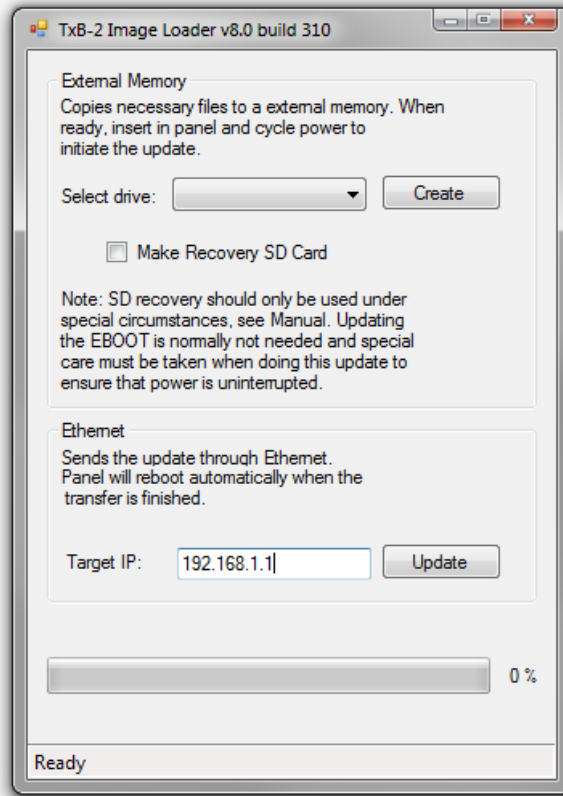 TxB-2 Image Loader v8.0 build 310
External Memory
Copies necessary files to a external memory. When
ready, insert in panel and cycle power to
initiate the update.
Select drive:
Create
Make Recovery SD Card
Note: SD recovery should only be used under
special circumstances, see Manual. Updating
the EBOOT is normally not needed and special
care must be taken when doing this update to
ensure that power is uninterrupted.
Ethernet
Sends the update through Ethernet.
Panel will reboot automatically when the
transfer is finished.
Target IP: 192.168.1.1 Update
0 %
Ready